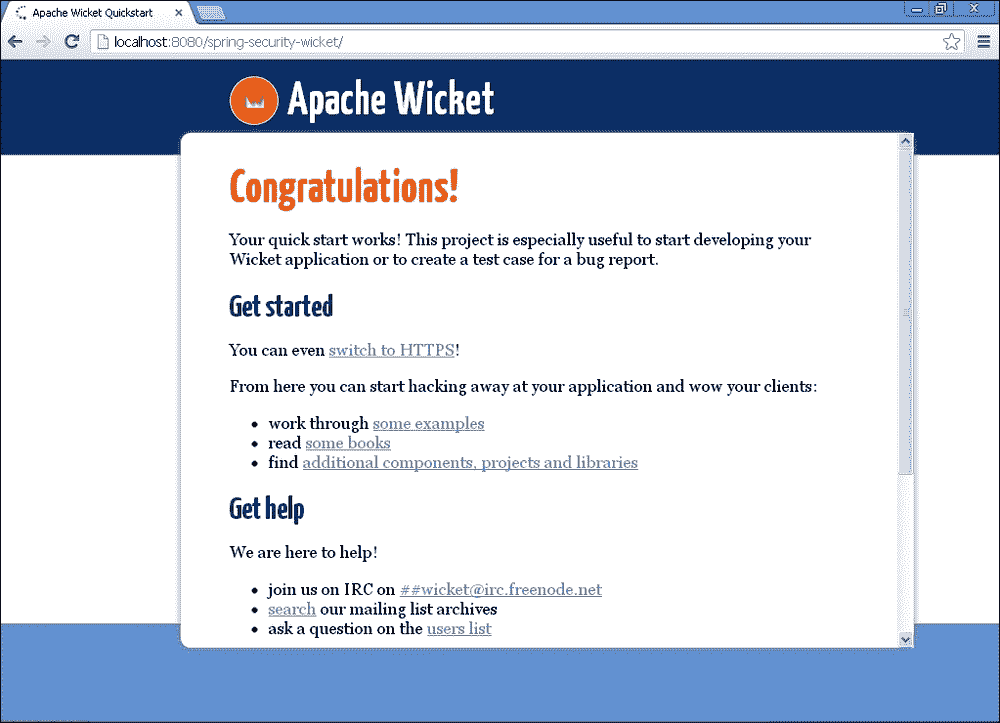 Apache Wicket Quickstart
localhost:8080/spring-security-wicket/
Apache Wicket
Congratulations!
Your quick start works! This project is especially useful to start developing your
Wicket application or to create a test case for a bug report.
Get started
You can even switch to HTTPS!
From here you can start hacking away at your application and wow your clients:
• work through some examples
• read some books
• find additional components, projects and libraries
Get help
We are here to help!
• join us on IRC on ##wicket@irc.freenode.net
• search our mailing list archives
• ask a question on the users list